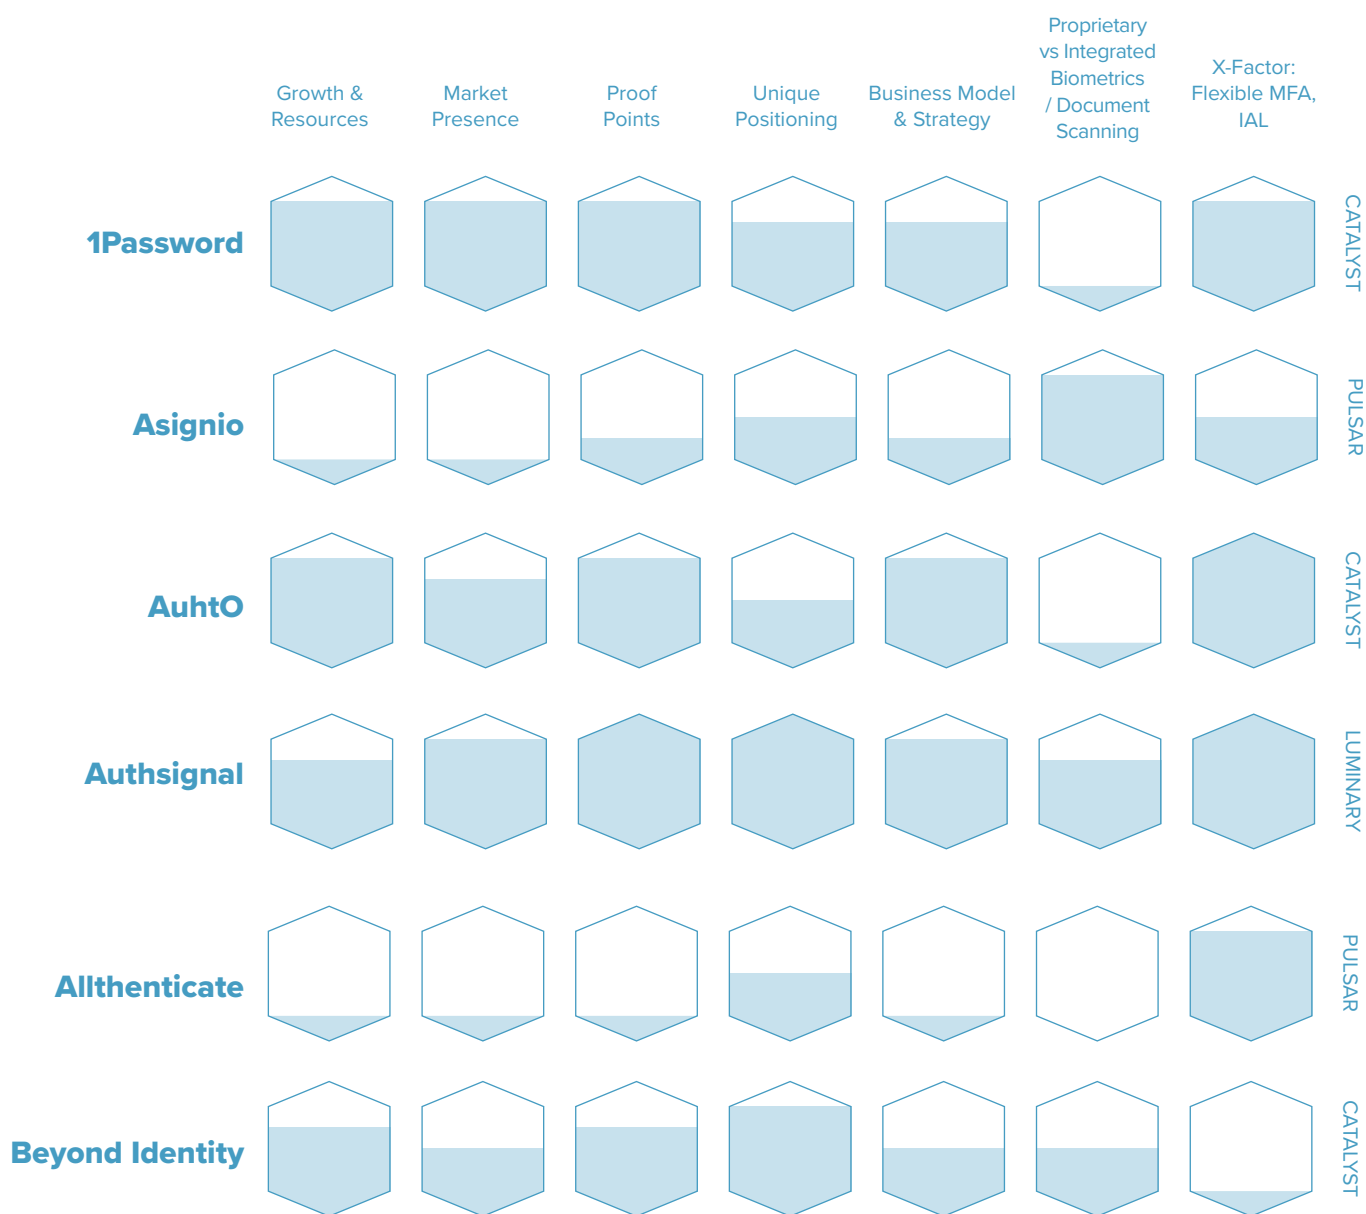 Growth &
Resources
Market
Presence
Proof
Points
Unique
Positioning
Business Model
& Strategy
Proprietary
vs Integrated
Biometrics
/ Document
Scanning
X-Factor:
Flexible MFA,
IAL
1Password
CATALYST
Asignio
PULSAR
AuhtO
CATALYST
Authsignal
LUMINARY
Allthenticate
PULSAR
Beyond Identity
CATALYST